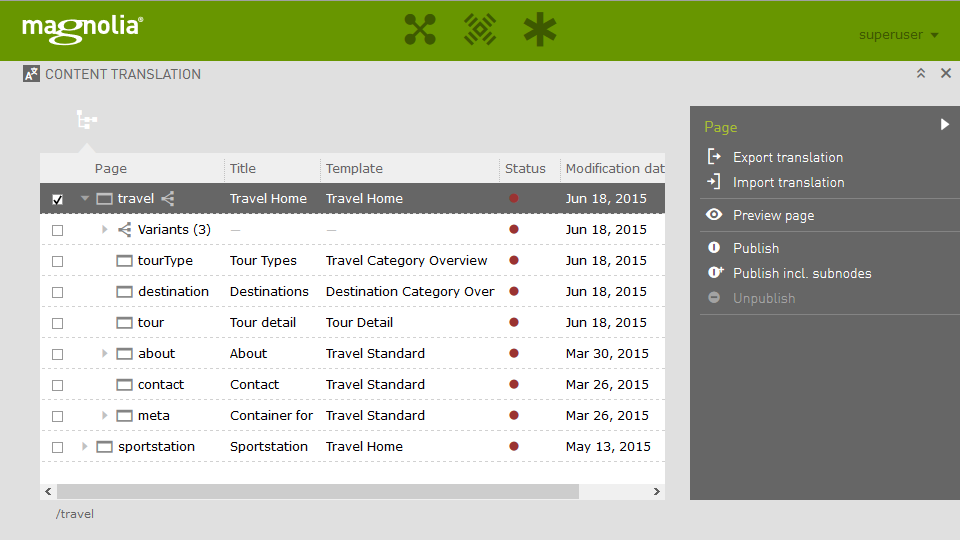 magnolia®
superuser
CONTENT TRANSLATION
Page Title Template Status Modification dat
travel Travel Home Travel Home Jun 18, 2015
Variants (3) — — Jun 18, 2015
tourType Tour Types Travel Category Overview Jun 18, 2015
destination Destinations Destination Category Over Jun 18, 2015
tour Tour detail Tour Detail Jun 18, 2015
about About Travel Standard Mar 30, 2015
contact Contact Travel Standard Mar 26, 2015
meta Container for Travel Standard Mar 26, 2015
sportstation Sportstation Travel Home May 13, 2015
/travel
Page
Export translation
Import translation
Preview page
Publish
Publish incl. subnodes
Unpublish